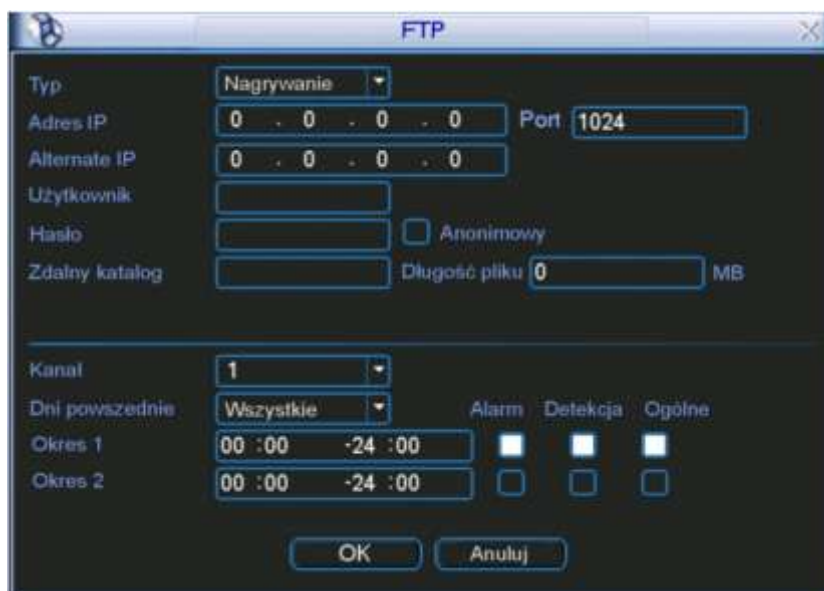 FTP
Typ Nagrywanie
Adres IP 0 . 0 . 0 . 0 Port 1024
Alternate IP 0 . 0 . 0 . 0
Użytkownik
Hasło Anonimowy
Zdalny katalog Długość pliku 0 MB
Kanał 1
Dni powszednie Wszystkie Alarm Detekcja Ogólne
Okres 1 00 :00 -24 :00
Okres 2 00 :00 -24 :00
OK Anuluj